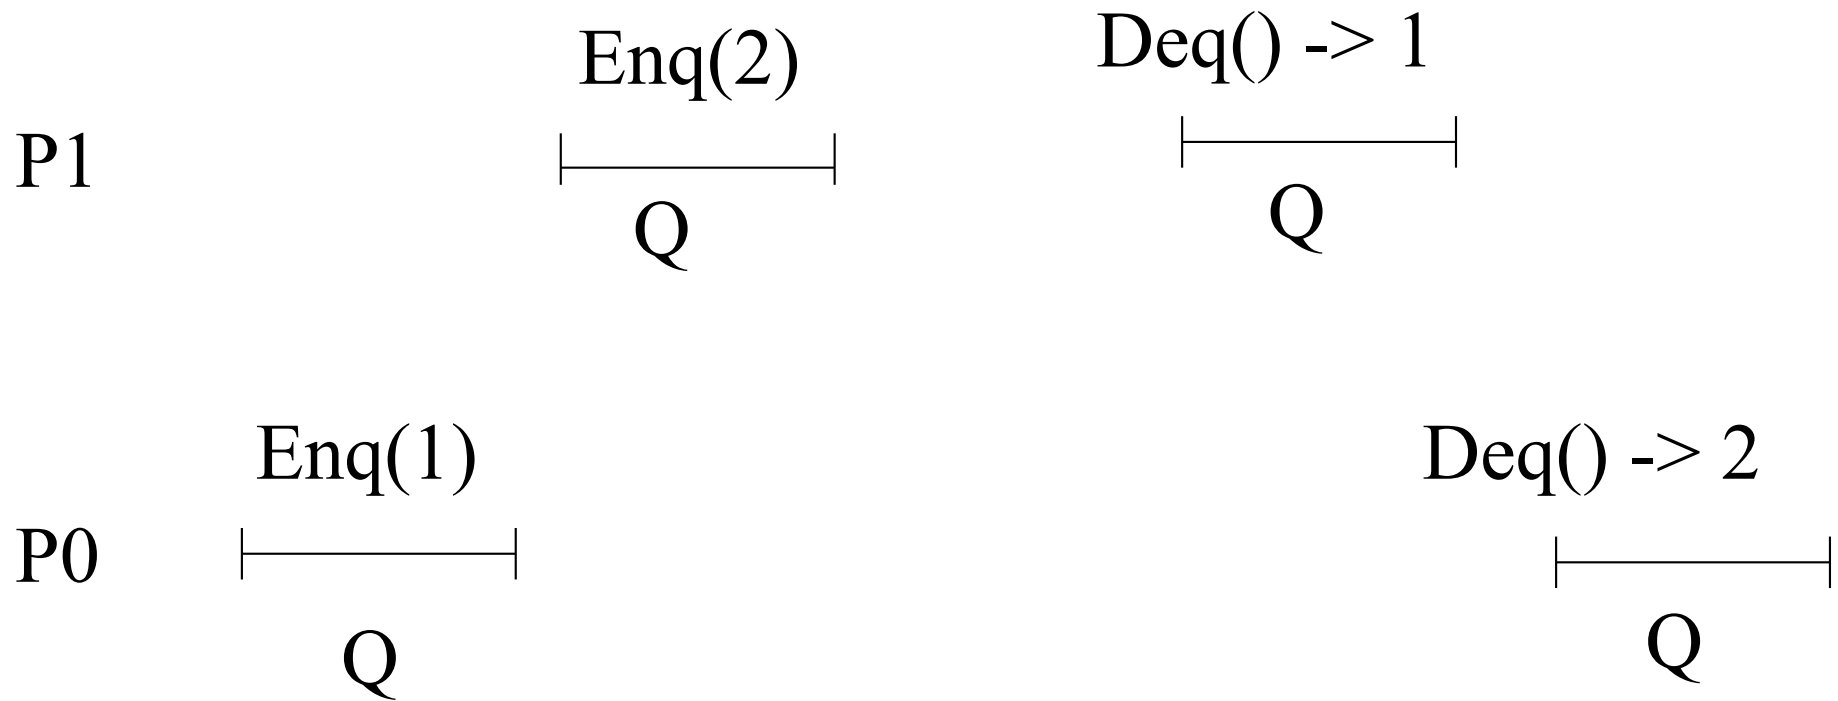 Deq() -> 1
Enq(2)
P1
Q
Q
Enq(1)
Deq() -> 2
P0
Q
Q